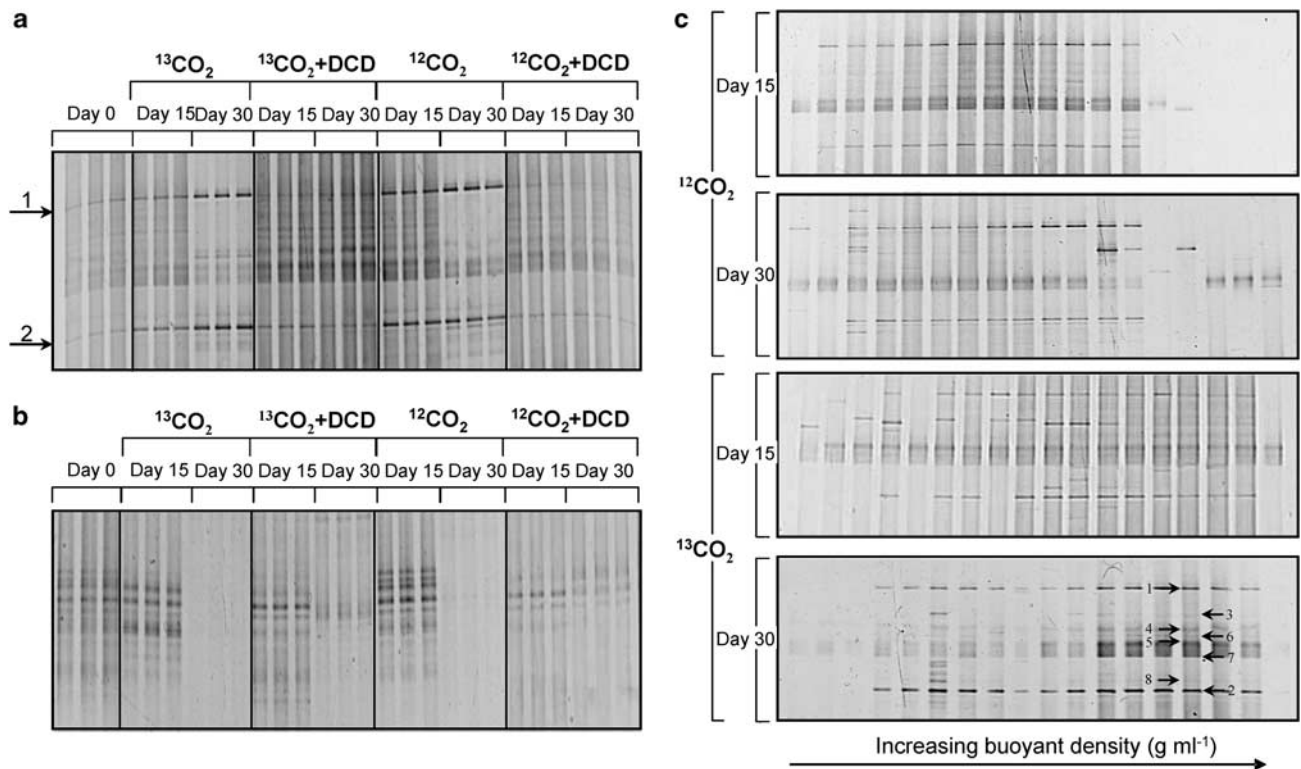 a
¹³CO₂ ¹³CO₂+DCD ¹²CO₂ ¹²CO₂+DCD
Day 0 Day 15 Day 30 Day 15 Day 30 Day 15 Day 30 Day 15 Day 30
1
2
b
¹³CO₂ ¹³CO₂+DCD ¹²CO₂ ¹²CO₂+DCD
Day 0 Day 15 Day 30 Day 15 Day 30 Day 15 Day 30 Day 15 Day 30
c
Day 15
¹²CO₂
Day 30
Day 15
¹³CO₂
Day 30
1
3
4
6
5
7
8
2
Increasing buoyant density (g ml⁻¹)